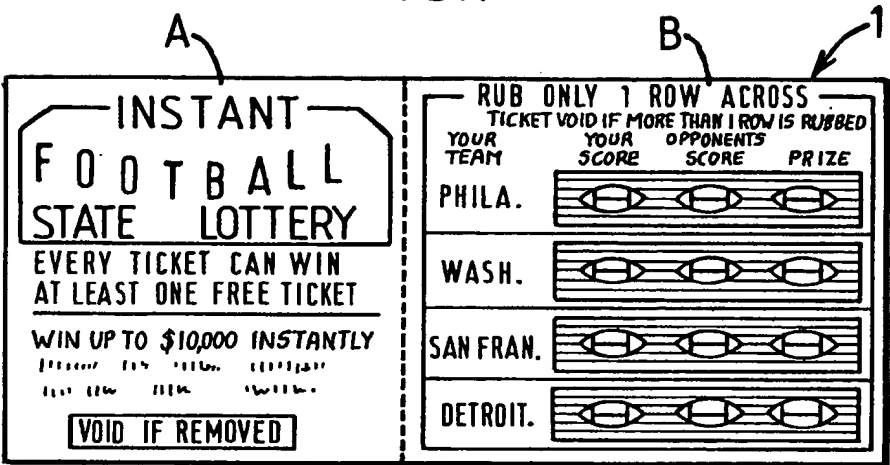 A
B
1
INSTANT
FOOTBALL
STATE LOTTERY
EVERY TICKET CAN WIN
AT LEAST ONE FREE TICKET
WIN UP TO $10,000 INSTANTLY
VOID IF REMOVED
RUB ONLY 1 ROW ACROSS
TICKET VOID IF MORE THAN 1 ROW IS RUBBED
YOUR TEAM YOUR SCORE OPPONENTS SCORE PRIZE
PHILA.
WASH.
SAN FRAN.
DETROIT.